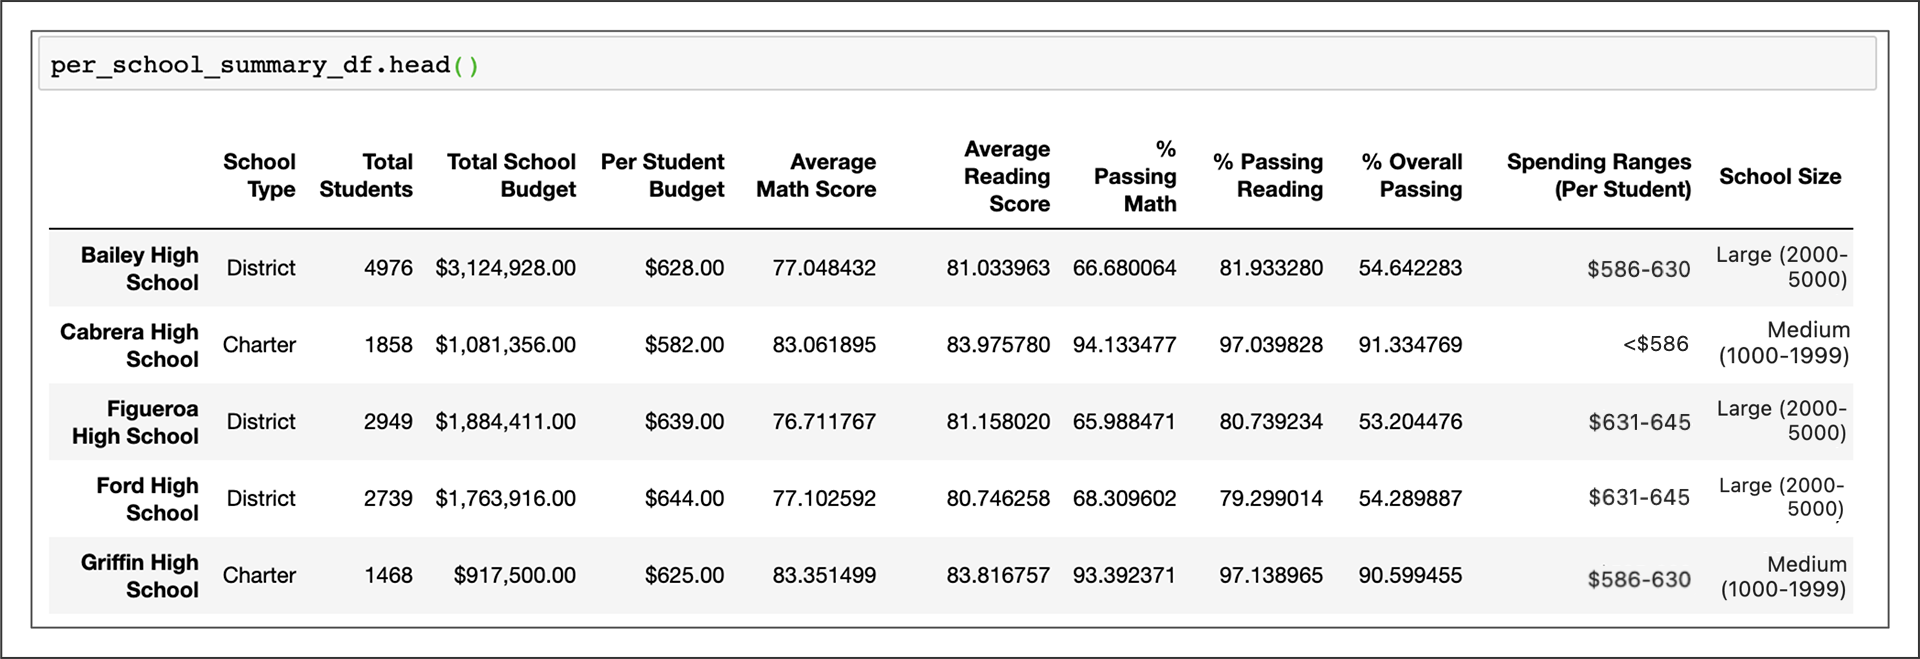 per_school_summary_df.head()
School Type Total Students Total School Budget Per Student Budget Average Math Score Average Reading Score % Passing Math % Passing Reading % Overall Passing Spending Ranges (Per Student) School Size
Bailey High School District 4976 $3,124,928.00 $628.00 77.048432 81.033963 66.680064 81.933280 54.642283 $586-630 Large (2000-5000)
Cabrera High School Charter 1858 $1,081,356.00 $582.00 83.061895 83.975780 94.133477 97.039828 91.334769 <$586 Medium (1000-1999)
Figueroa High School District 2949 $1,884,411.00 $639.00 76.711767 81.158020 65.988471 80.739234 53.204476 $631-645 Large (2000-5000)
Ford High School District 2739 $1,763,916.00 $644.00 77.102592 80.746258 68.309602 79.299014 54.289887 $631-645 Large (2000-5000)
Griffin High School Charter 1468 $917,500.00 $625.00 83.351499 83.816757 93.392371 97.138965 90.599455 $586-630 Medium (1000-1999)